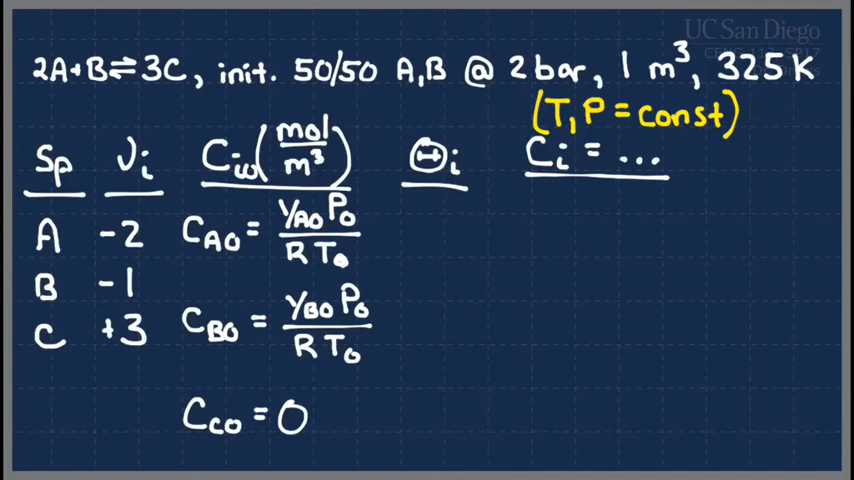 UC San Diego
2A+B⇌3C, init. 50/50 A,B @ 2 bar, 1 m³, 325 K
(T, P = const)
Sp νi Ci0 (mol/m³) Θi Ci = ...
A -2 CA0 = yA0 P0 / R T0
B -1 CB0 = yB0 P0 / R T0
C +3
CC0 = 0